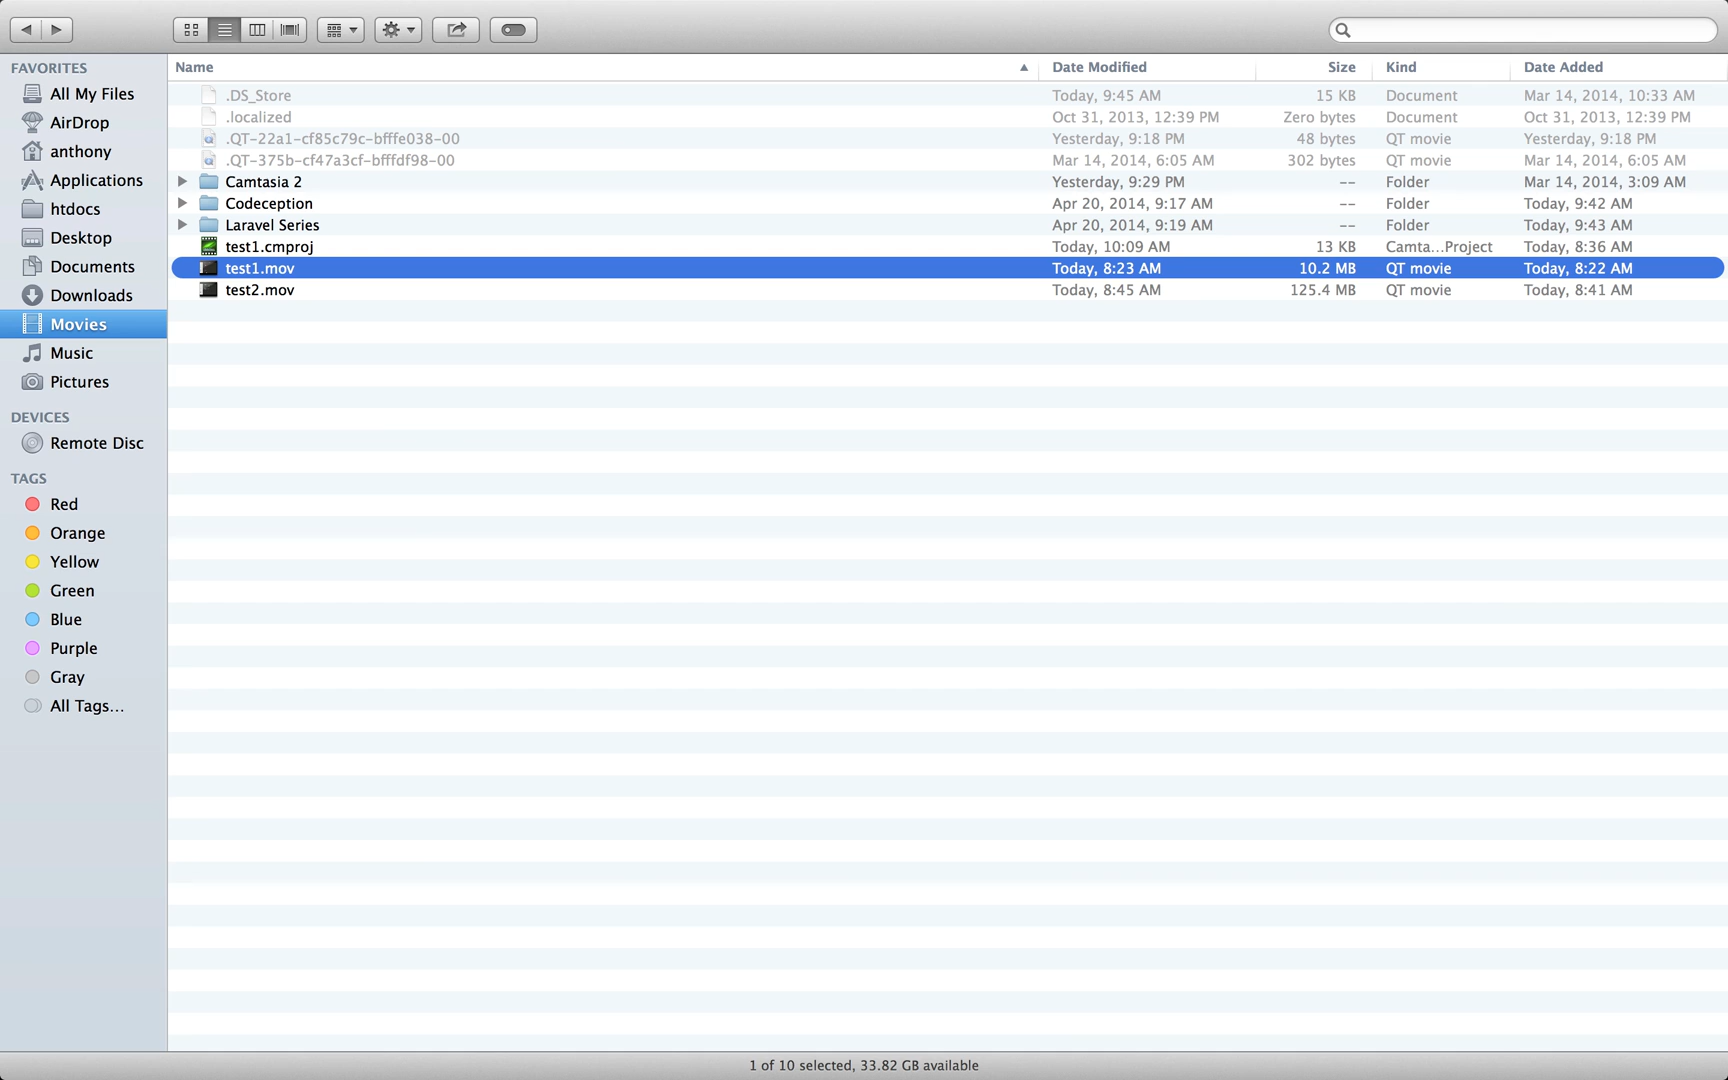 FAVORITES
All My Files
AirDrop
anthony
Applications
htdocs
Desktop
Documents
Downloads
Movies
Music
Pictures
DEVICES
Remote Disc
TAGS
Red
Orange
Yellow
Green
Blue
Purple
Gray
All Tags...
Name Date Modified Size Kind Date Added
.DS_Store Today, 9:45 AM 15 KB Document Mar 14, 2014, 10:33 AM
.localized Oct 31, 2013, 12:39 PM Zero bytes Document Oct 31, 2013, 12:39 PM
.QT-22a1-cf85c79c-bfffe038-00 Yesterday, 9:18 PM 48 bytes QT movie Yesterday, 9:18 PM
.QT-375b-cf47a3cf-bfffdf98-00 Mar 14, 2014, 6:05 AM 302 bytes QT movie Mar 14, 2014, 6:05 AM
Camtasia 2 Yesterday, 9:29 PM -- Folder Mar 14, 2014, 3:09 AM
Codeception Apr 20, 2014, 9:17 AM -- Folder Today, 9:42 AM
Laravel Series Apr 20, 2014, 9:19 AM -- Folder Today, 9:43 AM
test1.cmproj Today, 10:09 AM 13 KB Camta...Project Today, 8:36 AM
test1.mov Today, 8:23 AM 10.2 MB QT movie Today, 8:22 AM
test2.mov Today, 8:45 AM 125.4 MB QT movie Today, 8:41 AM
1 of 10 selected, 33.82 GB available